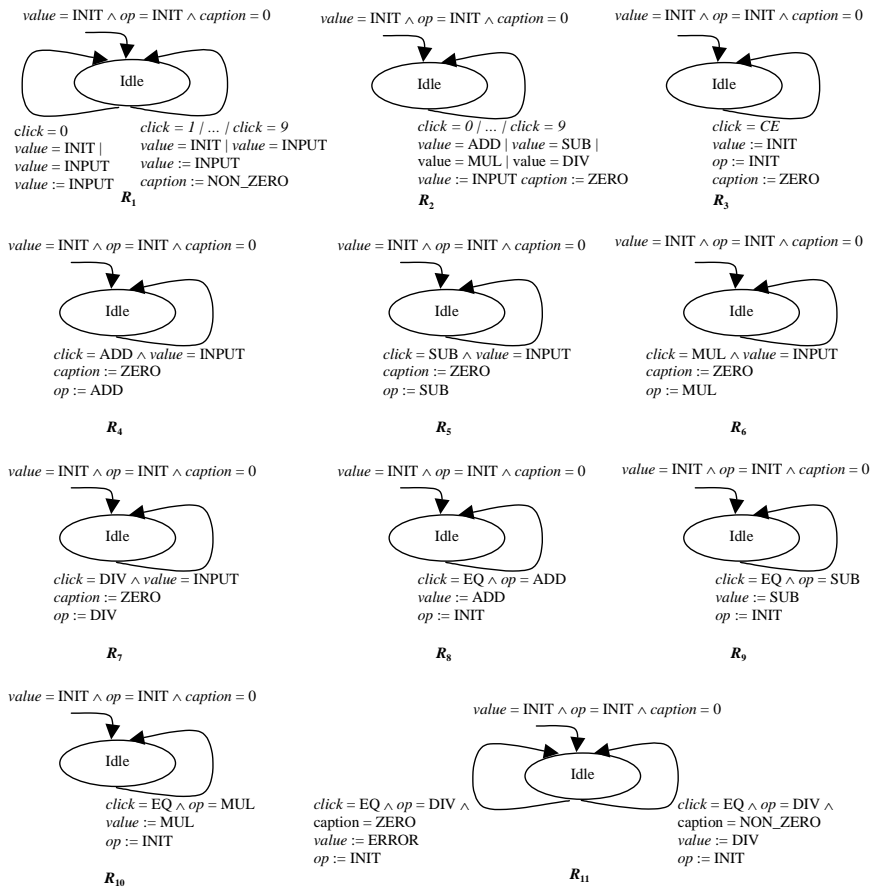 value = INIT ∧ op = INIT ∧ caption = 0
Idle
click = 0
value = INIT |
value = INPUT
value := INPUT
click = 1 / ... / click = 9
value = INIT | value = INPUT
value := INPUT
caption := NON_ZERO
R1
value = INIT ∧ op = INIT ∧ caption = 0
Idle
click = 0 / ... / click = 9
value = ADD | value = SUB |
value = MUL | value = DIV
value := INPUT caption := ZERO
R2
value = INIT ∧ op = INIT ∧ caption = 0
Idle
click = CE
value := INIT
op := INIT
caption := ZERO
R3
value = INIT ∧ op = INIT ∧ caption = 0
Idle
click = ADD ∧ value = INPUT
caption := ZERO
op := ADD
R4
value = INIT ∧ op = INIT ∧ caption = 0
Idle
click = SUB ∧ value = INPUT
caption := ZERO
op := SUB
R5
value = INIT ∧ op = INIT ∧ caption = 0
Idle
click = MUL ∧ value = INPUT
caption := ZERO
op := MUL
R6
value = INIT ∧ op = INIT ∧ caption = 0
Idle
click = DIV ∧ value = INPUT
caption := ZERO
op := DIV
R7
value = INIT ∧ op = INIT ∧ caption = 0
Idle
click = EQ ∧ op = ADD
value := ADD
op := INIT
R8
value = INIT ∧ op = INIT ∧ caption = 0
Idle
click = EQ ∧ op = SUB
value := SUB
op := INIT
R9
value = INIT ∧ op = INIT ∧ caption = 0
Idle
click = EQ ∧ op = MUL
value := MUL
op := INIT
R10
value = INIT ∧ op = INIT ∧ caption = 0
Idle
click = EQ ∧ op = DIV ∧
caption = ZERO
value := ERROR
op := INIT
click = EQ ∧ op = DIV ∧
caption = NON_ZERO
value := DIV
op := INIT
R11